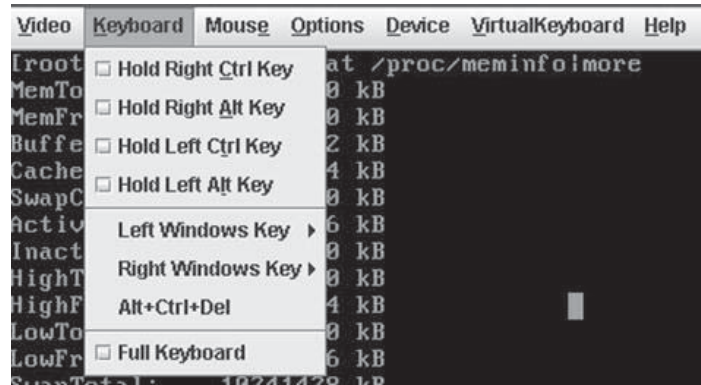 Video Keyboard Mouse Options Device VirtualKeyboard Help
[root at /proc/meminfo|more
MemTo 0 kB
MemFr 0 kB
Buffe 2 kB
Cache 4 kB
SwapC 0 kB
Activ 6 kB
Inact 0 kB
HighT 0 kB
HighF 4 kB
LowTo 0 kB
LowFr 6 kB
SwapTotal: 10241428 kB
Hold Right Ctrl Key
Hold Right Alt Key
Hold Left Ctrl Key
Hold Left Alt Key
Left Windows Key
Right Windows Key
Alt+Ctrl+Del
Full Keyboard